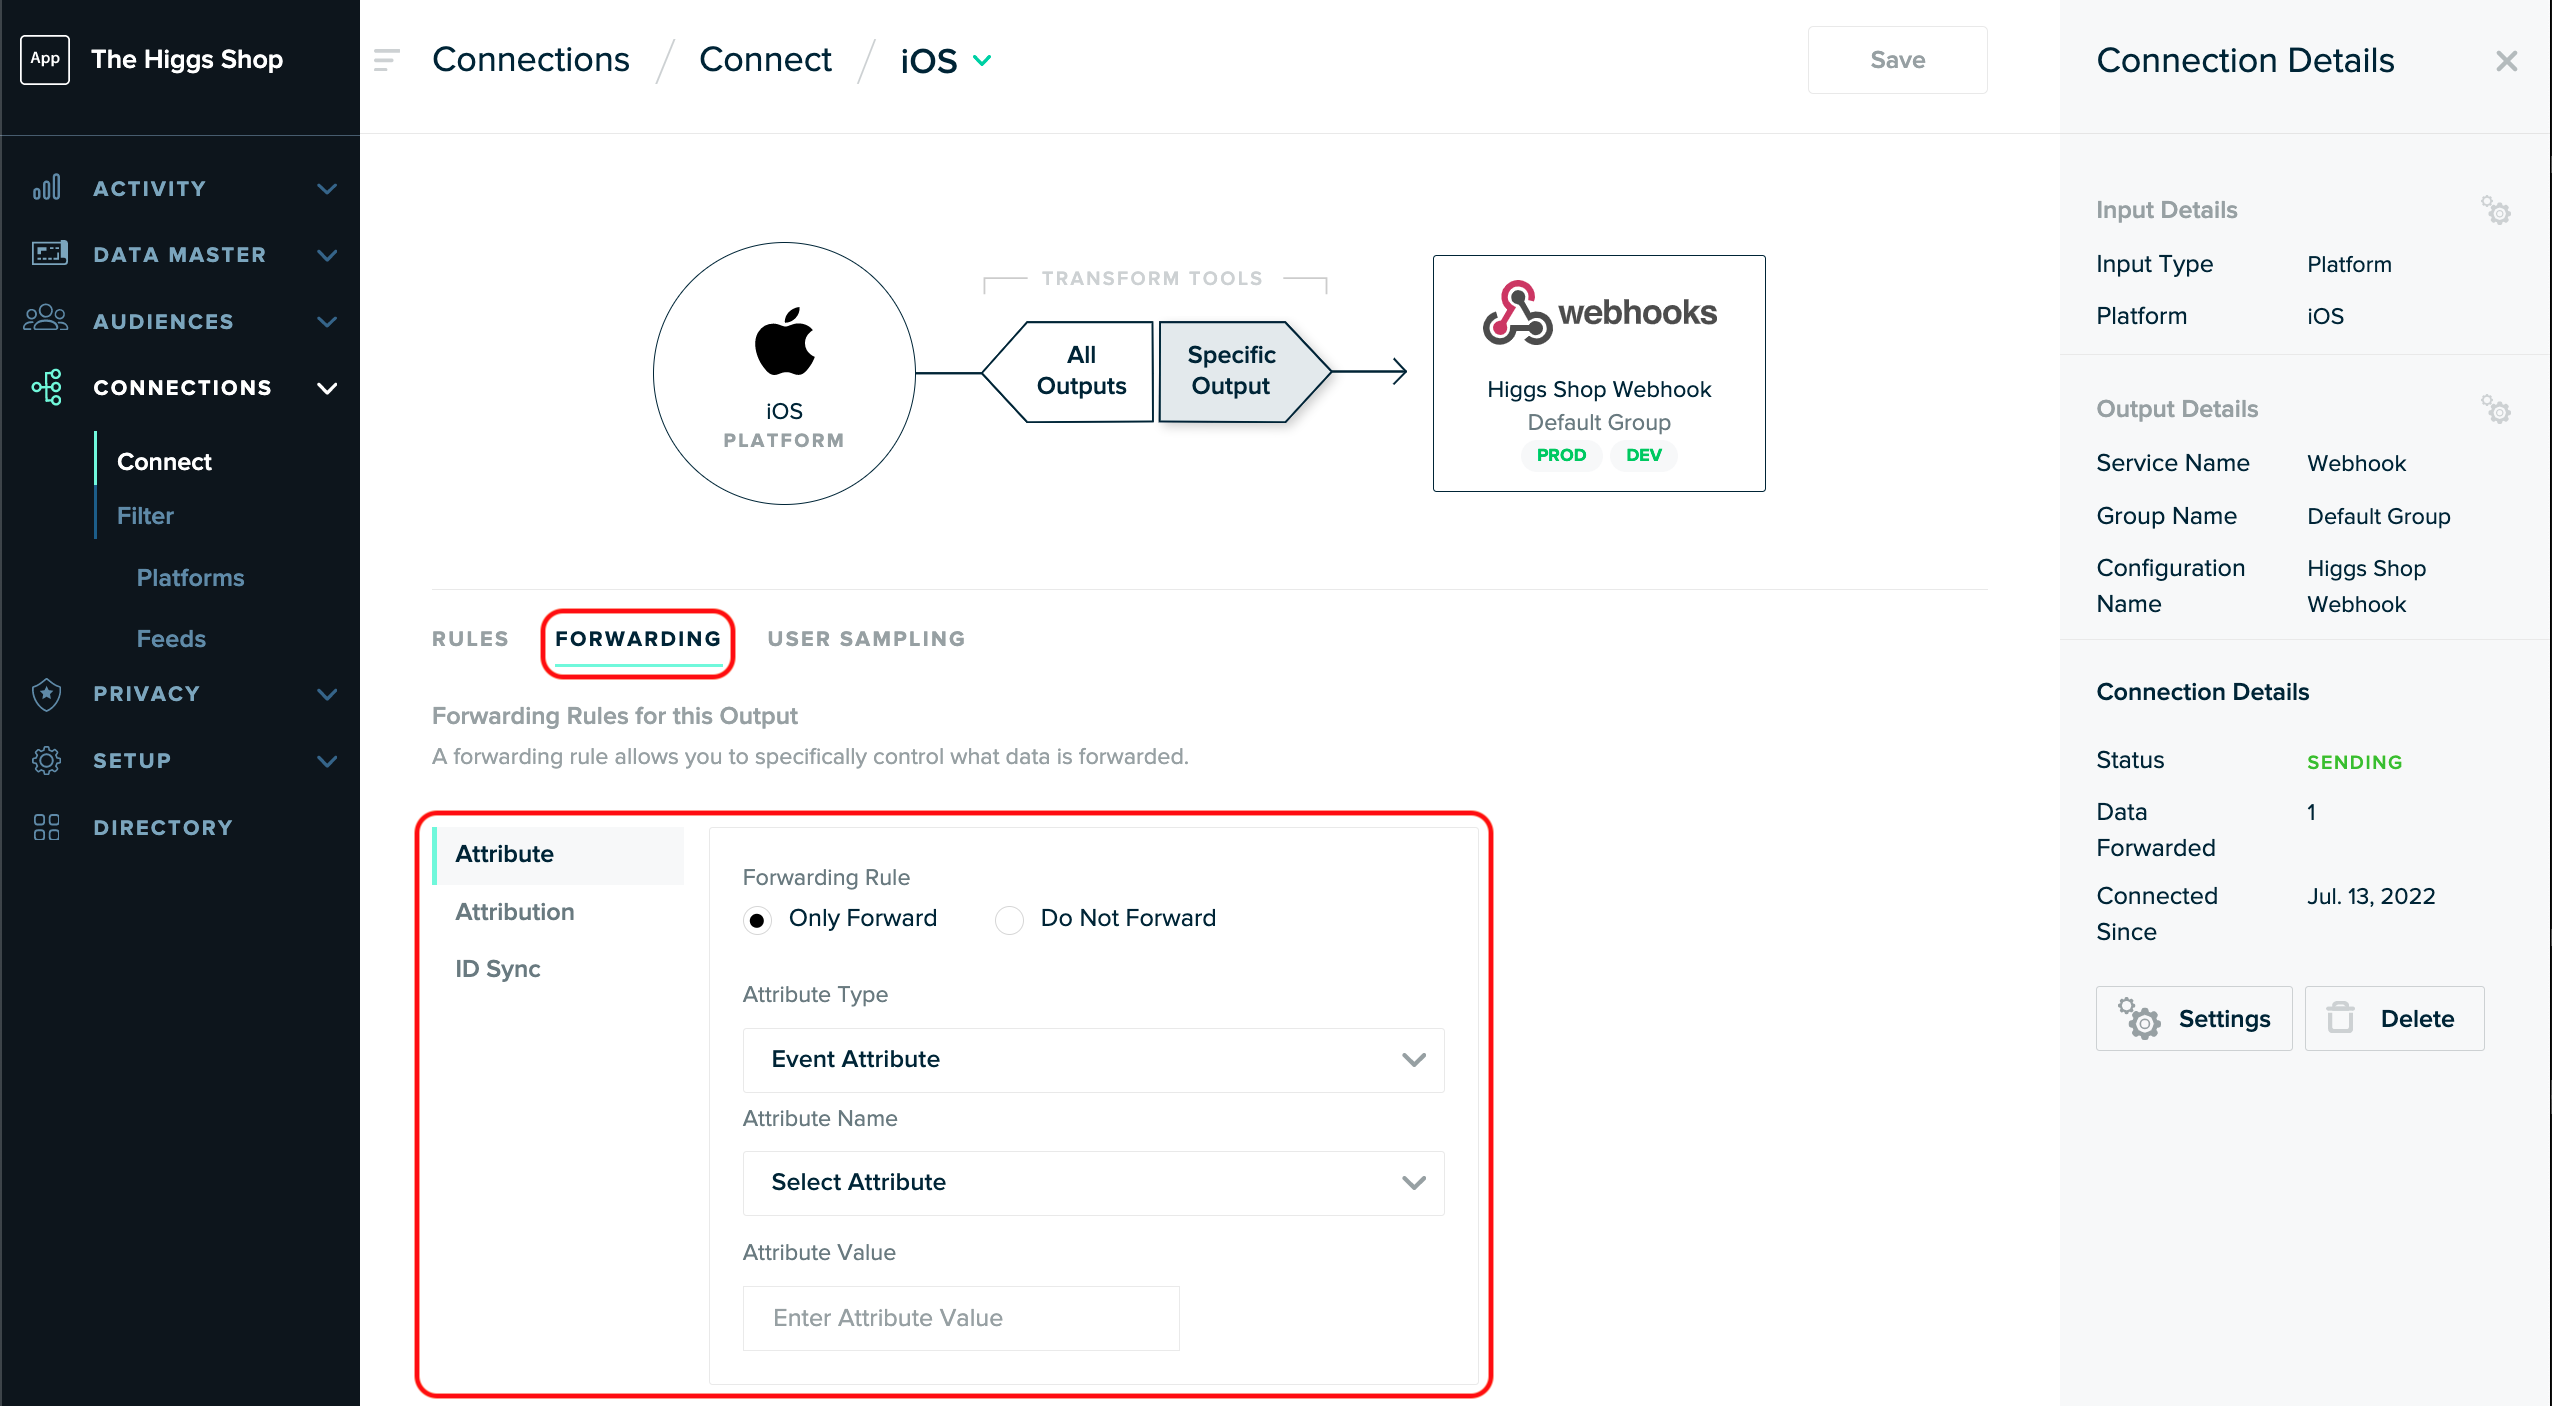 App
The Higgs Shop
ACTIVITY
DATA MASTER
AUDIENCES
CONNECTIONS
Connect
Filter
Platforms
Feeds
PRIVACY
SETUP
DIRECTORY
Connections / Connect / iOS
Save
TRANSFORM TOOLS
iOS
PLATFORM
All
Outputs
Specific
Output
webhooks
Higgs Shop Webhook
Default Group
PROD DEV
RULES FORWARDING USER SAMPLING
Forwarding Rules for this Output
A forwarding rule allows you to specifically control what data is forwarded.
Attribute
Attribution
ID Sync
Forwarding Rule
Only Forward Do Not Forward
Attribute Type
Event Attribute
Attribute Name
Select Attribute
Attribute Value
Enter Attribute Value
Connection Details
Input Details
Input Type Platform
Platform iOS
Output Details
Service Name Webhook
Group Name Default Group
Configuration Higgs Shop
Name Webhook
Connection Details
Status SENDING
Data 1
Forwarded
Connected Jul. 13, 2022
Since
Settings Delete